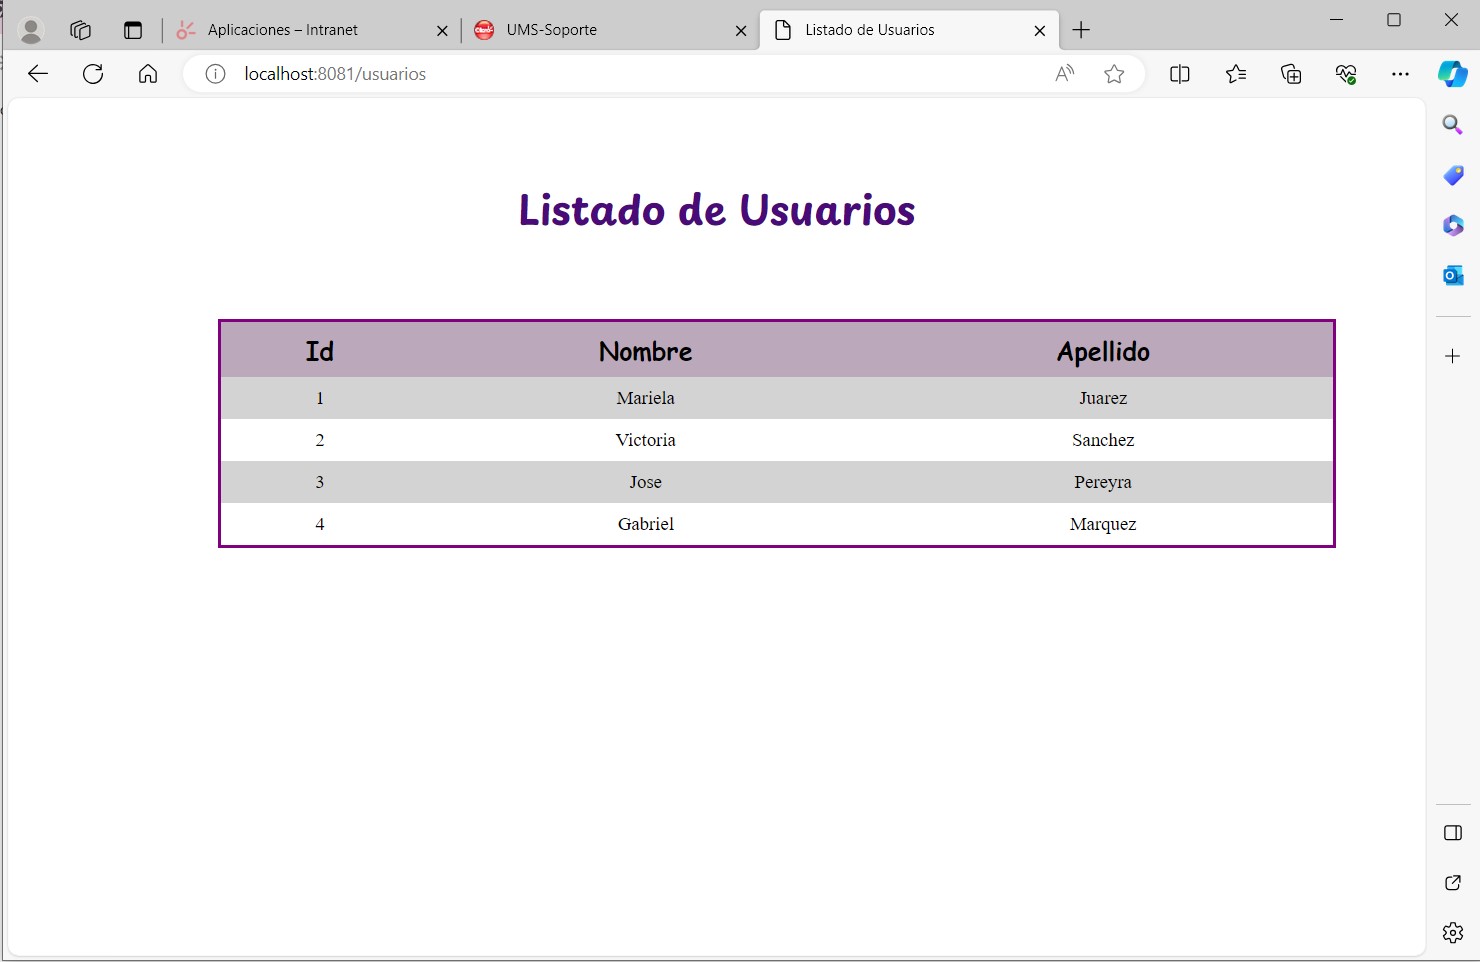 Aplicaciones – Intranet UMS-Soporte Listado de Usuarios
localhost:8081/usuarios
Listado de Usuarios
Id Nombre Apellido
1 Mariela Juarez
2 Victoria Sanchez
3 Jose Pereyra
4 Gabriel Marquez